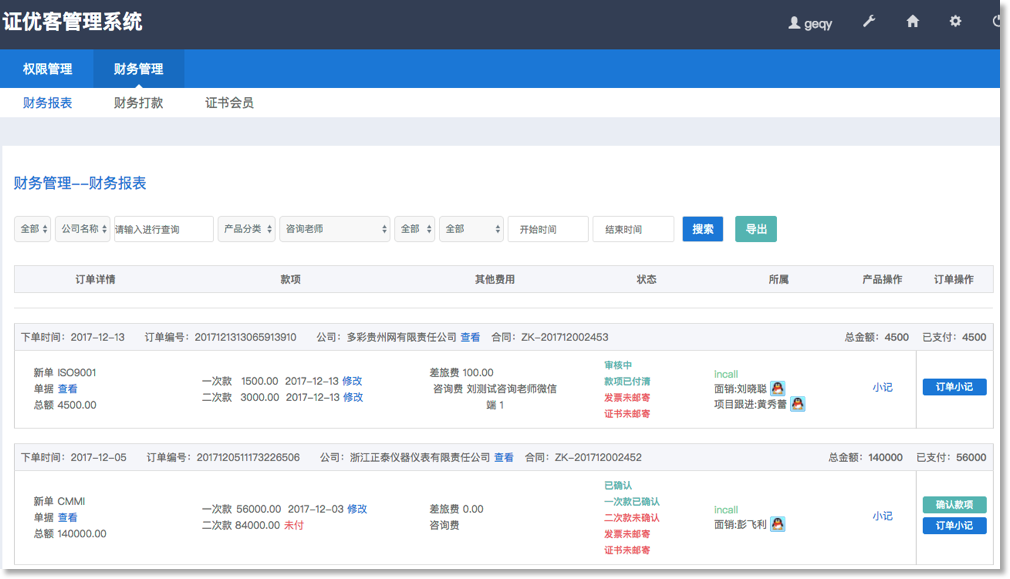 证优客管理系统
geqy
权限管理 财务管理
财务报表 财务打款 证书会员
财务管理--财务报表
全部 公司名称 请输入进行查询 产品分类 咨询老师 全部 全部 开始时间 结束时间 搜索 导出
订单详情 款项 其他费用 状态 所属 产品操作 订单操作
下单时间：2017-12-13 订单编号：2017121313065913910 公司：多彩贵州网有限责任公司 查看 合同：ZK-201712002453 总金额：4500 已支付：4500
新单 ISO9001
单据 查看
总额 4500.00
一次款 1500.00 2017-12-13 修改
二次款 3000.00 2017-12-13 修改
差旅费 100.00
咨询费 刘测试咨询老师微信
端 1
审核中
款项已付清
发票未邮寄
证书未邮寄
incall
面销:刘晓聪
项目跟进:黄秀蕾
小记
订单小记
下单时间：2017-12-05 订单编号：2017120511173226506 公司：浙江正泰仪器仪表有限责任公司 查看 合同：ZK-201712002452 总金额：140000 已支付：56000
新单 CMMI
单据 查看
总额 140000.00
一次款 56000.00 2017-12-03 修改
二次款 84000.00 未付
差旅费 0.00
咨询费
已确认
一次款已确认
二次款未确认
发票未邮寄
证书未邮寄
incall
面销:彭飞利
小记
确认款项
订单小记